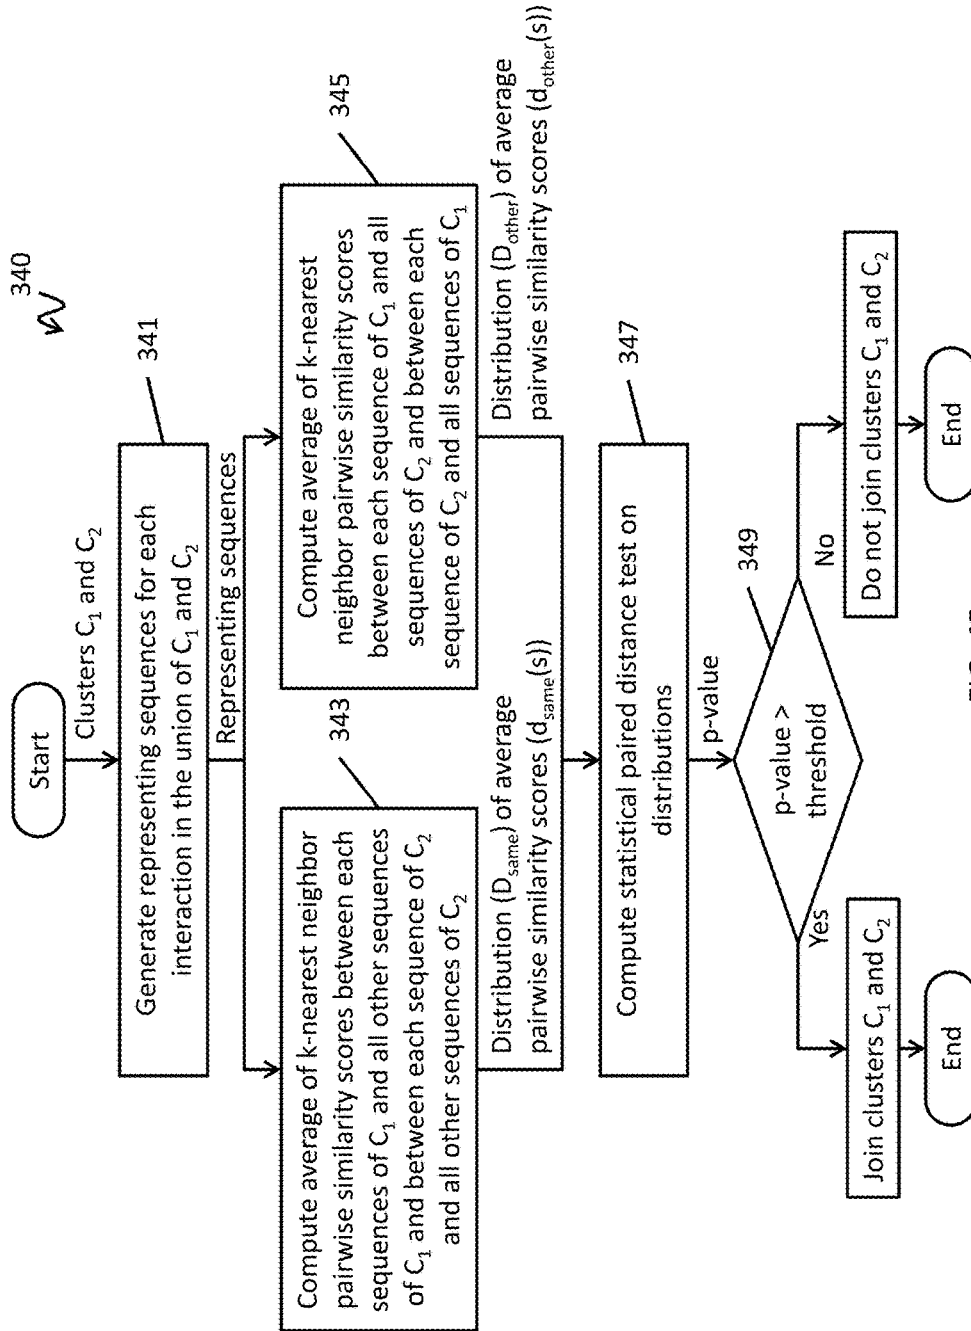 340
Start
Clusters C₁ and C₂
341
Generate representing sequences for each
interaction in the union of C₁ and C₂
Representing sequences
343
Compute average of k-nearest neighbor
pairwise similarity scores between each
sequences of C₁ and all other sequences
of C₁ and between each sequence of C₂
and all other sequences of C₂
345
Compute average of k-nearest
neighbor pairwise similarity scores
between each sequence of C₁ and all
sequences of C₂ and between each
sequence of C₂ and all sequences of C₁
Distribution (Dsame) of average
pairwise similarity scores (dsame(s))
Distribution (Dother) of average
pairwise similarity scores (dother(s))
347
Compute statistical paired distance test on
distributions
p-value
349
p-value >
threshold
Yes
No
Join clusters C₁ and C₂
Do not join clusters C₁ and C₂
End
End